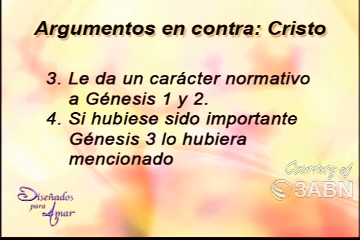 Argumentos en contra: Cristo
3. Le da un carácter normativo
a Génesis 1 y 2.
4. Si hubiese sido importante
Génesis 3 lo hubiera
mencionado
Diseñados
para
Amar
Courtesy of
3ABN